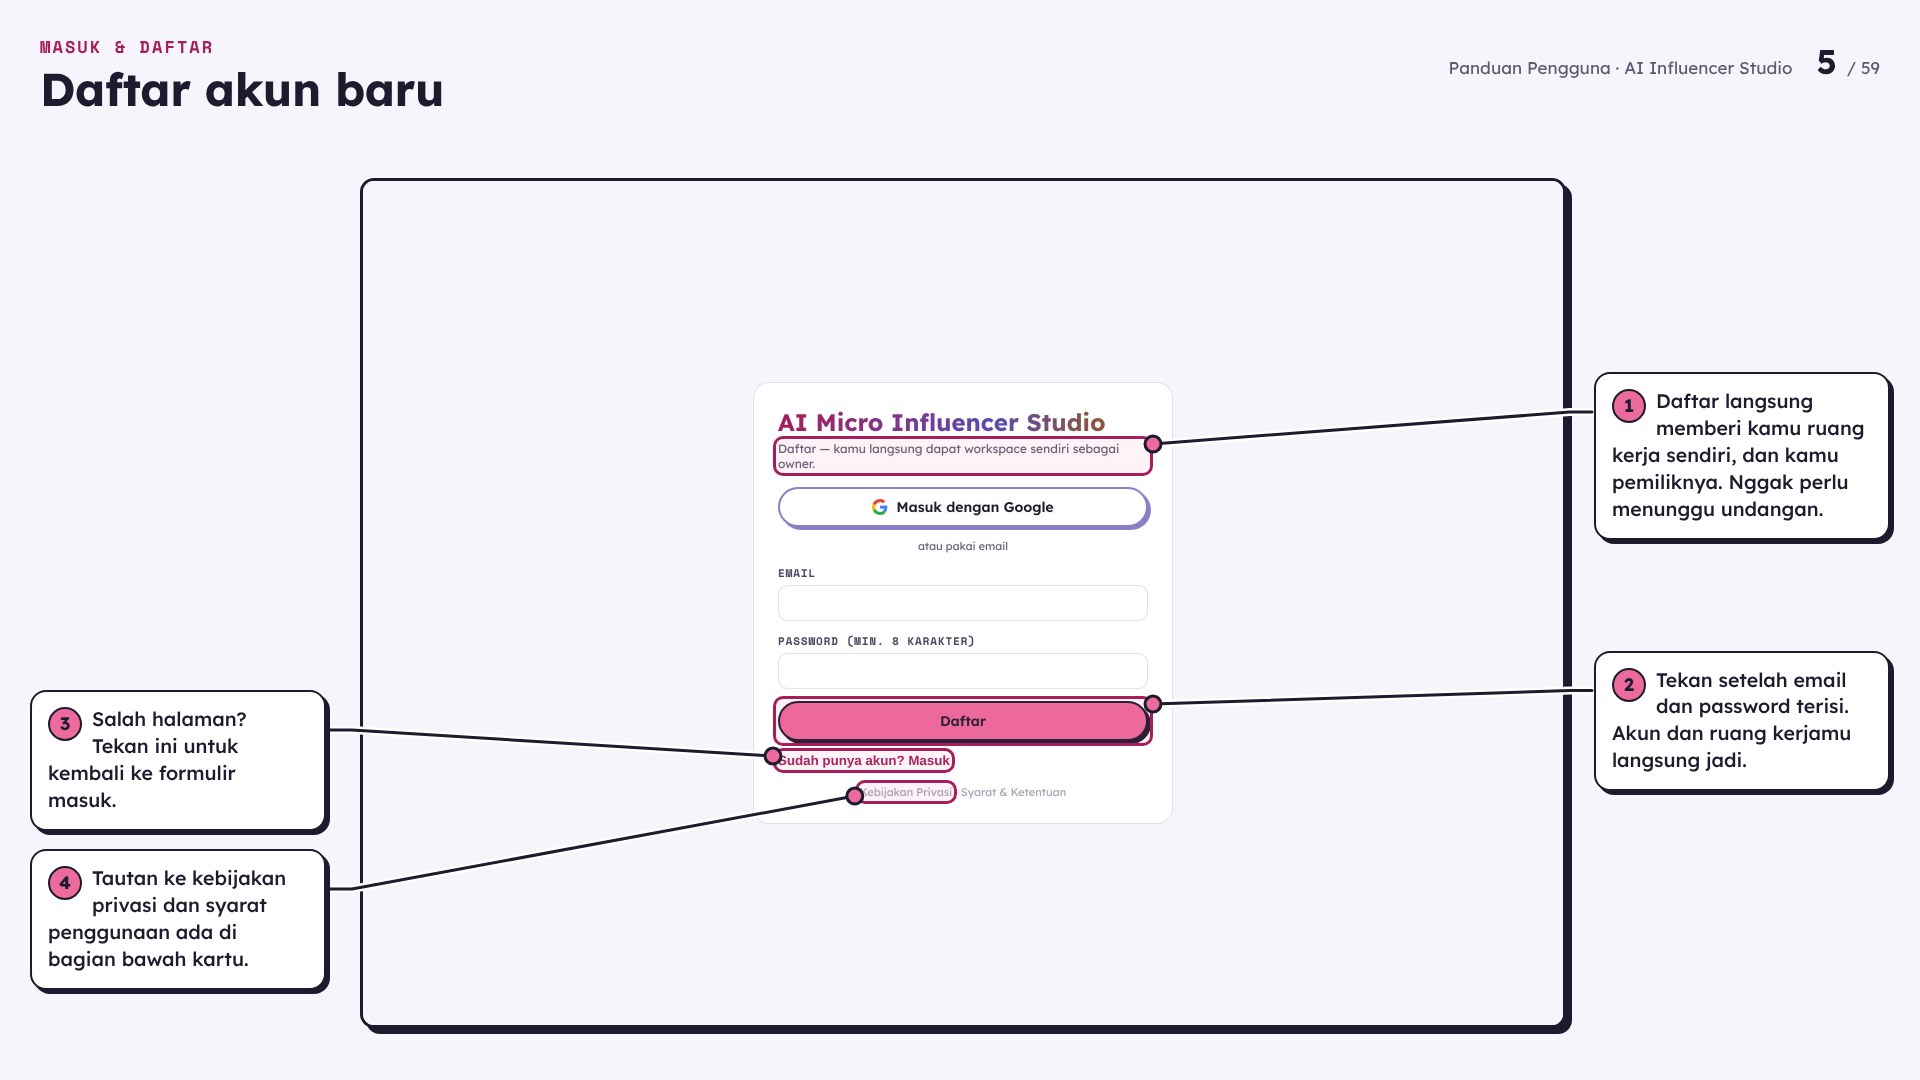 MASUK & DAFTAR
Daftar akun baru
Panduan Pengguna · AI Influencer Studio 5 / 59
AI Micro Influencer Studio
Daftar — kamu langsung dapat workspace sendiri sebagai
owner.
Masuk dengan Google
atau pakai email
EMAIL
PASSWORD (MIN. 8 KARAKTER)
Daftar
Sudah punya akun? Masuk
Kebijakan Privasi Syarat & Ketentuan
1 Daftar langsung
memberi kamu ruang
kerja sendiri, dan kamu
pemiliknya. Nggak perlu
menunggu undangan.
2 Tekan setelah email
dan password terisi.
Akun dan ruang kerjamu
langsung jadi.
3 Salah halaman?
Tekan ini untuk
kembali ke formulir
masuk.
4 Tautan ke kebijakan
privasi dan syarat
penggunaan ada di
bagian bawah kartu.